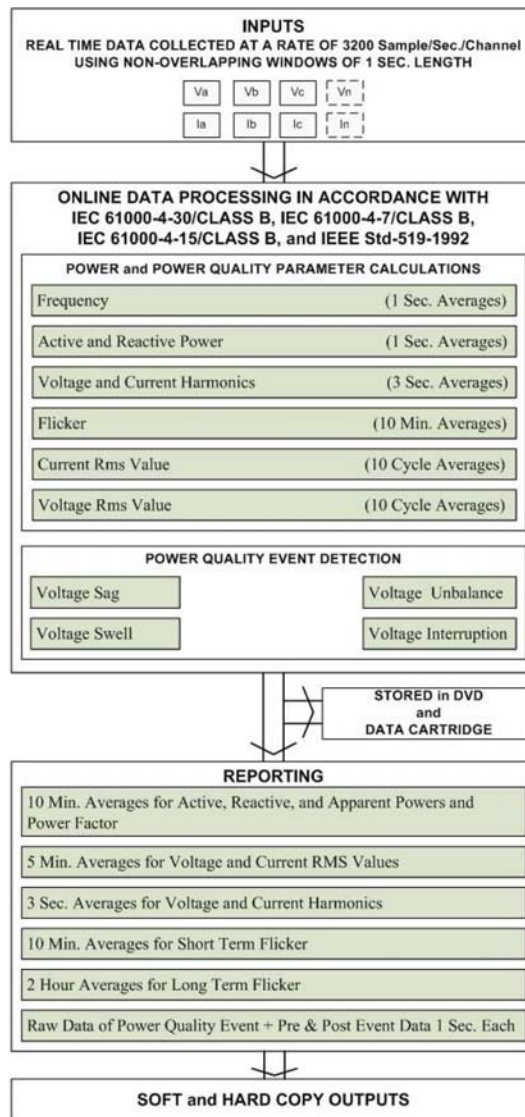 INPUTS
REAL TIME DATA COLLECTED AT A RATE OF 3200 Sample/Sec./Channel
USING NON-OVERLAPPING WINDOWS OF 1 SEC. LENGTH
Va Vb Vc Vn
Ia Ib Ic In
ONLINE DATA PROCESSING IN ACCORDANCE WITH
IEC 61000-4-30/CLASS B, IEC 61000-4-7/CLASS B,
IEC 61000-4-15/CLASS B, and IEEE Std-519-1992
POWER and POWER QUALITY PARAMETER CALCULATIONS
Frequency (1 Sec. Averages)
Active and Reactive Power (1 Sec. Averages)
Voltage and Current Harmonics (3 Sec. Averages)
Flicker (10 Min. Averages)
Current Rms Value (10 Cycle Averages)
Voltage Rms Value (10 Cycle Averages)
POWER QUALITY EVENT DETECTION
Voltage Sag Voltage Unbalance
Voltage Swell Voltage Interruption
STORED in DVD
and
DATA CARTRIDGE
REPORTING
10 Min. Averages for Active, Reactive, and Apparent Powers and
Power Factor
5 Min. Averages for Voltage and Current RMS Values
3 Sec. Averages for Voltage and Current Harmonics
10 Min. Averages for Short Term Flicker
2 Hour Averages for Long Term Flicker
Raw Data of Power Quality Event + Pre & Post Event Data 1 Sec. Each
SOFT and HARD COPY OUTPUTS